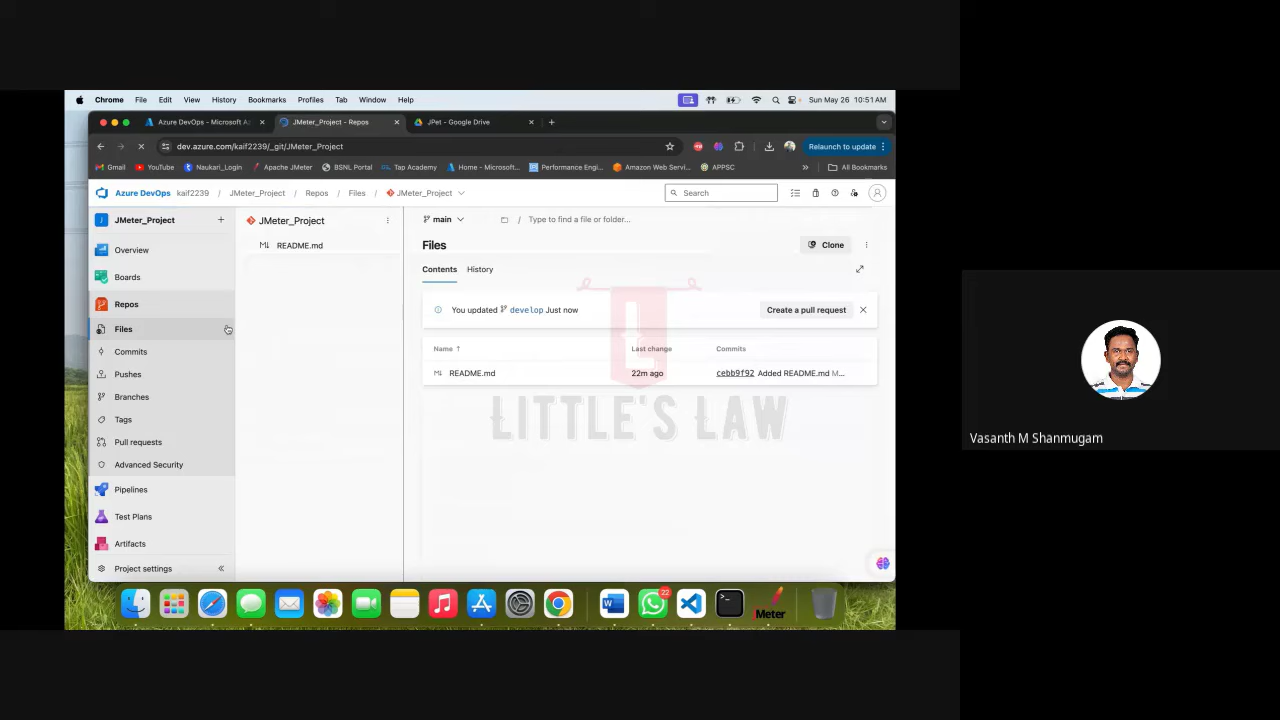 Chrome File Edit View History Bookmarks Profiles Tab Window Help Sun May 26 10:51 AM
Azure DevOps - Microsoft A JMeter_Project - Repos JPet - Google Drive
dev.azure.com/kaif2239/_git/JMeter_Project Relaunch to update
Gmail YouTube Naukari_Login Apache JMeter BSNL Portal Tap Academy Home - Microsoft... Performance Engi... Amazon Web Servi... APPSC » All Bookmarks
Azure DevOps kaif2239 / JMeter_Project / Repos / Files / JMeter_Project Search
J JMeter_Project +
Overview
Boards
Repos
Files
Commits
Pushes
Branches
Tags
Pull requests
Advanced Security
Pipelines
Test Plans
Artifacts
Project settings «
JMeter_Project
M↓ README.md
main / Type to find a file or folder...
Files Clone
Contents History
You updated develop Just now Create a pull request
Name ↑ Last change Commits
M↓ README.md 22m ago cebb9f92 Added README.md M...
L
LITTLE'S LAW
22
Meter
Vasanth M Shanmugam